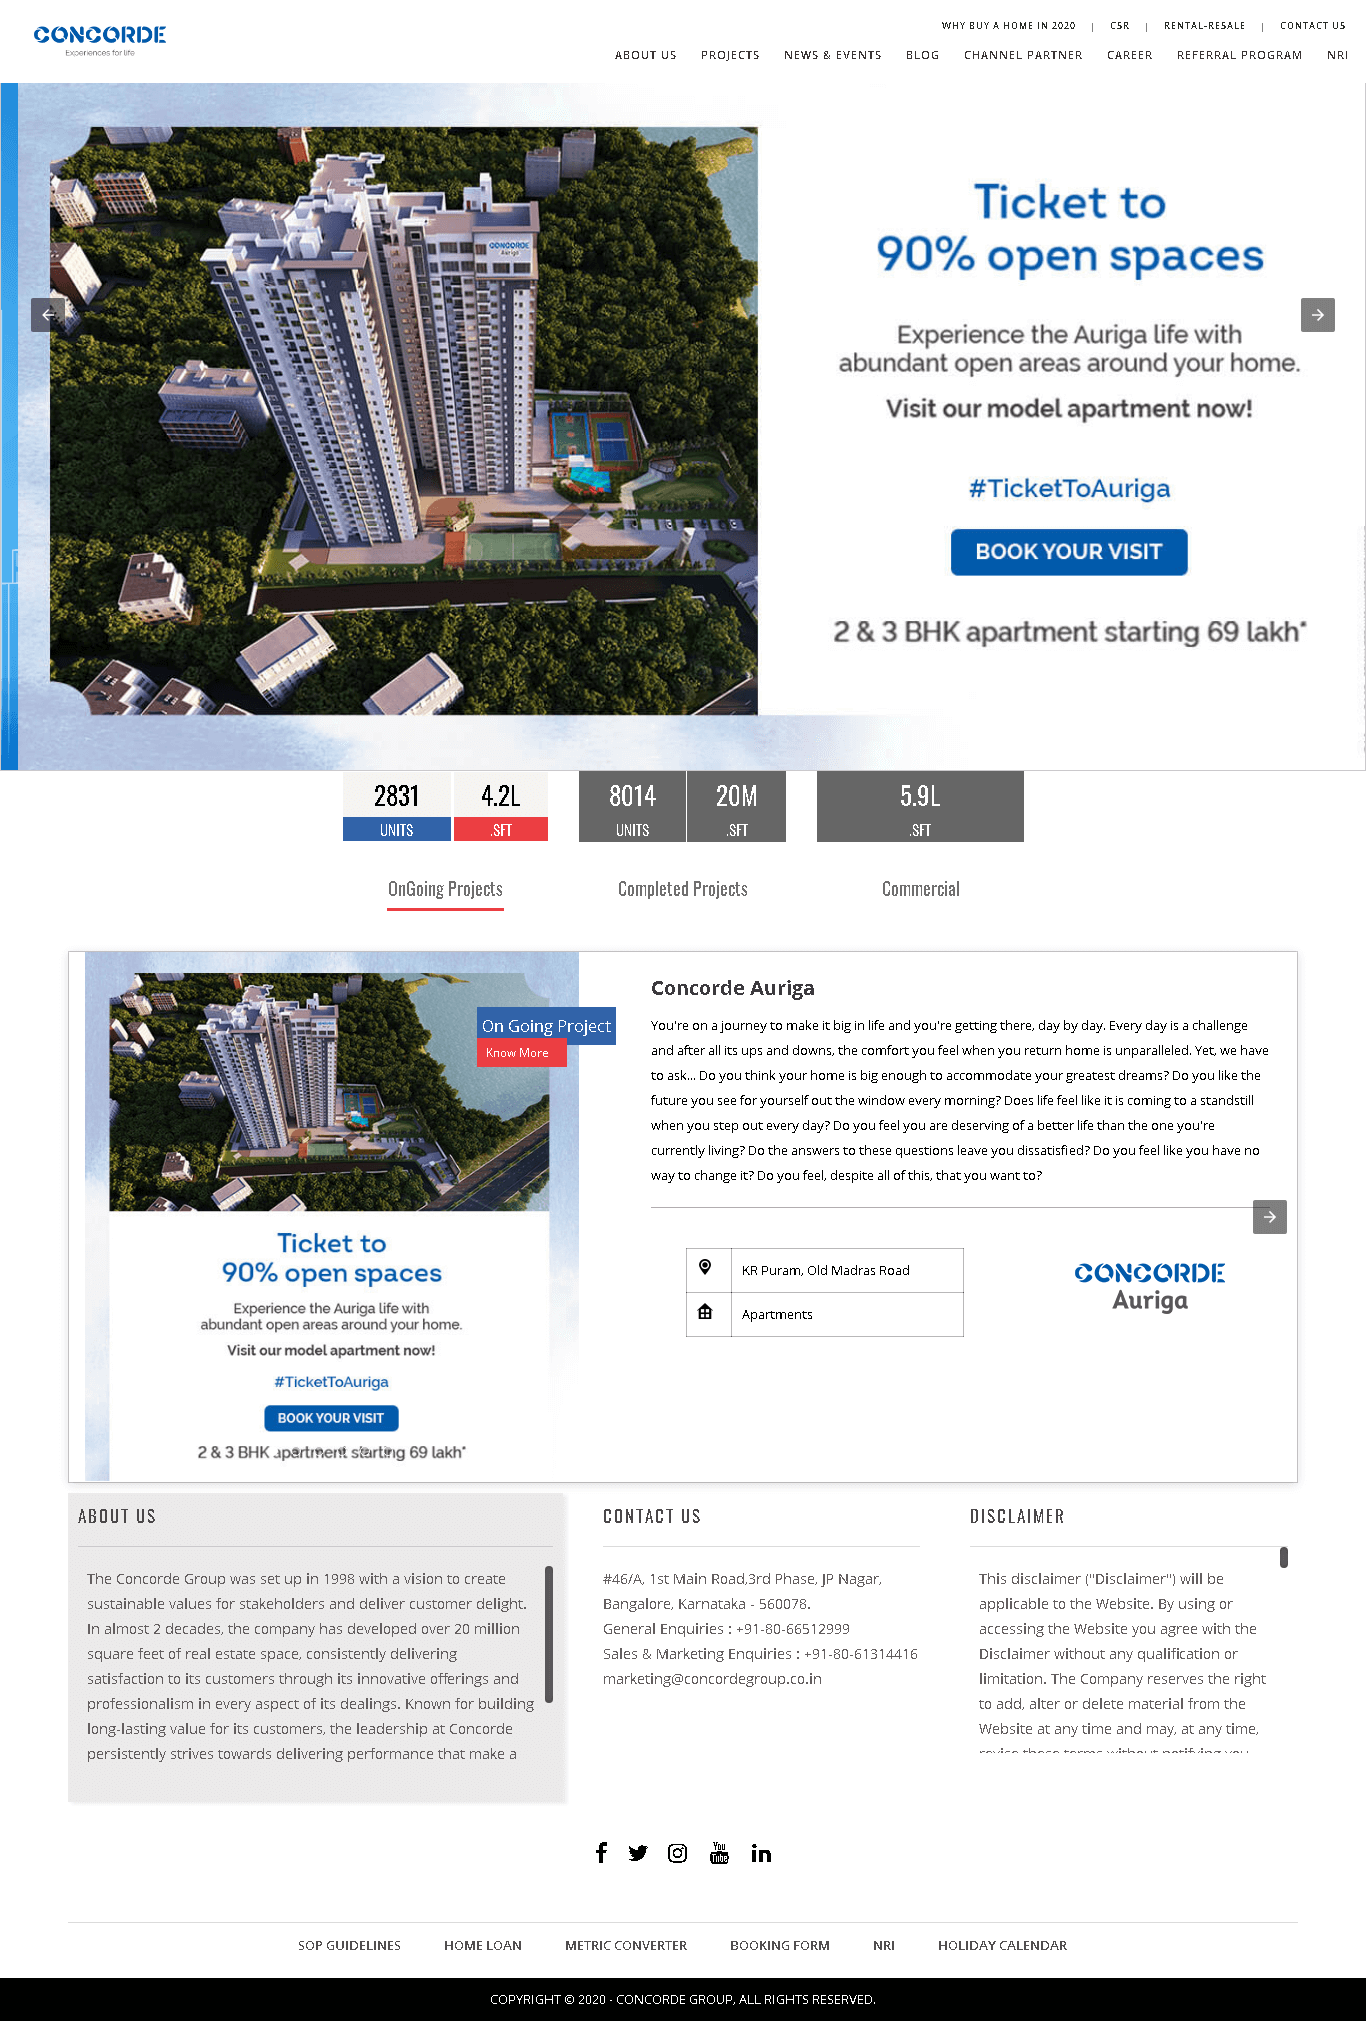 CONCORDE
Experiences for life
WHY BUY A HOME IN 2020 | CSR | RENTAL-RESALE | CONTACT US
ABOUT US PROJECTS NEWS & EVENTS BLOG CHANNEL PARTNER CAREER REFERRAL PROGRAM NRI
CONCORDE
Auriga
Ticket to
90% open spaces
Experience the Auriga life with
abundant open areas around your home.
Visit our model apartment now!
#TicketToAuriga
BOOK YOUR VISIT
2 & 3 BHK apartment starting 69 lakh*
2831 4.2L 8014 20M 5.9L
UNITS .SFT UNITS .SFT .SFT
OnGoing Projects Completed Projects Commercial
On Going Project
Know More
Ticket to
90% open spaces
Experience the Auriga life with
abundant open areas around your home.
Visit our model apartment now!
#TicketToAuriga
BOOK YOUR VISIT
2 & 3 BHK apartment starting 69 lakh*
Concorde Auriga
You're on a journey to make it big in life and you're getting there, day by day. Every day is a challenge
and after all its ups and downs, the comfort you feel when you return home is unparalleled. Yet, we have
to ask... Do you think your home is big enough to accommodate your greatest dreams? Do you like the
future you see for yourself out the window every morning? Does life feel like it is coming to a standstill
when you step out every day? Do you feel you are deserving of a better life than the one you're
currently living? Do the answers to these questions leave you dissatisfied? Do you feel like you have no
way to change it? Do you feel, despite all of this, that you want to?
KR Puram, Old Madras Road
Apartments
CONCORDE
Auriga
ABOUT US
The Concorde Group was set up in 1998 with a vision to create
sustainable values for stakeholders and deliver customer delight.
In almost 2 decades, the company has developed over 20 million
square feet of real estate space, consistently delivering
satisfaction to its customers through its innovative offerings and
professionalism in every aspect of its dealings. Known for building
long-lasting value for its customers, the leadership at Concorde
persistently strives towards delivering performance that make a
CONTACT US
#46/A, 1st Main Road,3rd Phase, JP Nagar,
Bangalore, Karnataka - 560078.
General Enquiries : +91-80-66512999
Sales & Marketing Enquiries : +91-80-61314416
marketing@concordegroup.co.in
DISCLAIMER
This disclaimer ("Disclaimer") will be
applicable to the Website. By using or
accessing the Website you agree with the
Disclaimer without any qualification or
limitation. The Company reserves the right
to add, alter or delete material from the
Website at any time and may, at any time,
revise these terms without notifying you.
You Tube
SOP GUIDELINES HOME LOAN METRIC CONVERTER BOOKING FORM NRI HOLIDAY CALENDAR
COPYRIGHT © 2020 - CONCORDE GROUP, ALL RIGHTS RESERVED.